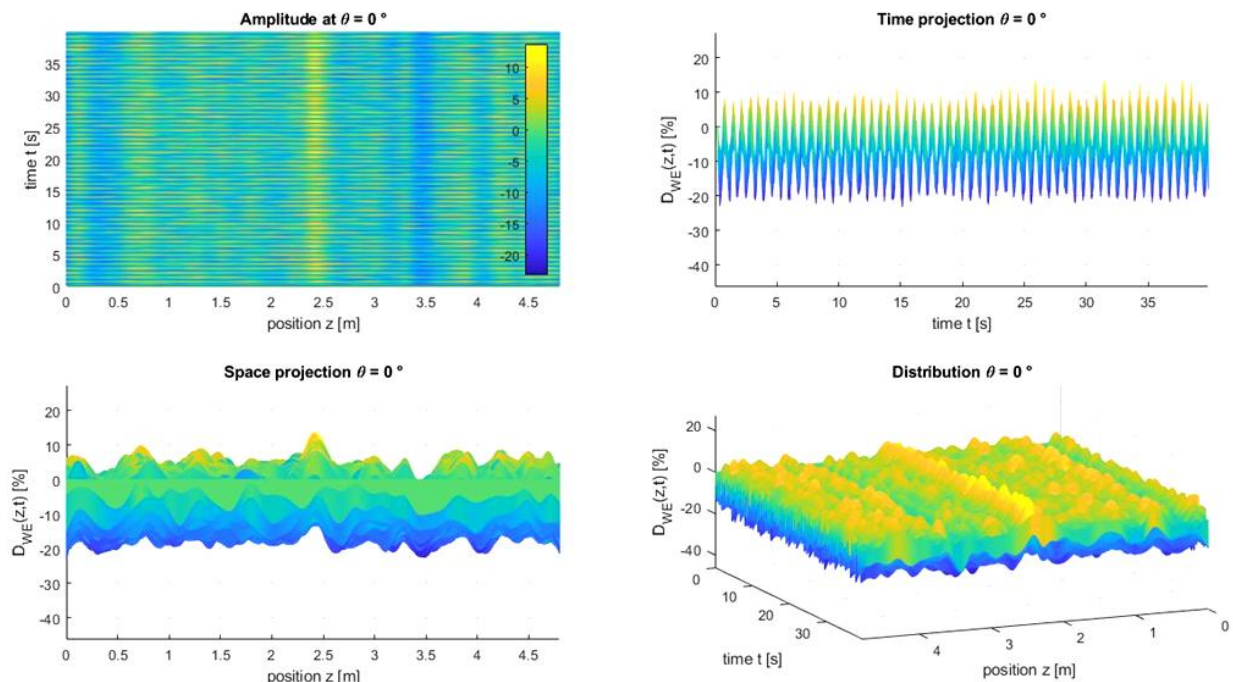 Amplitude at θ = 0 °
time t [s]
35
30
25
20
15
10
5
0
10
5
0
-5
-10
-15
-20
0 0.5 1 1.5 2 2.5 3 3.5 4 4.5
position z [m]
Time projection θ = 0 °
D_WE(z,t) [%]
20
10
0
-10
-20
-30
-40
0 5 10 15 20 25 30 35
time t [s]
Space projection θ = 0 °
D_WE(z,t) [%]
20
10
0
-10
-20
-30
-40
0 0.5 1 1.5 2 2.5 3 3.5 4 4.5
position z [m]
Distribution θ = 0 °
D_WE(z,t) [%]
20
0
-20
-40
0
10
20
30
time t [s]
4 3 2 1 0
position z [m]